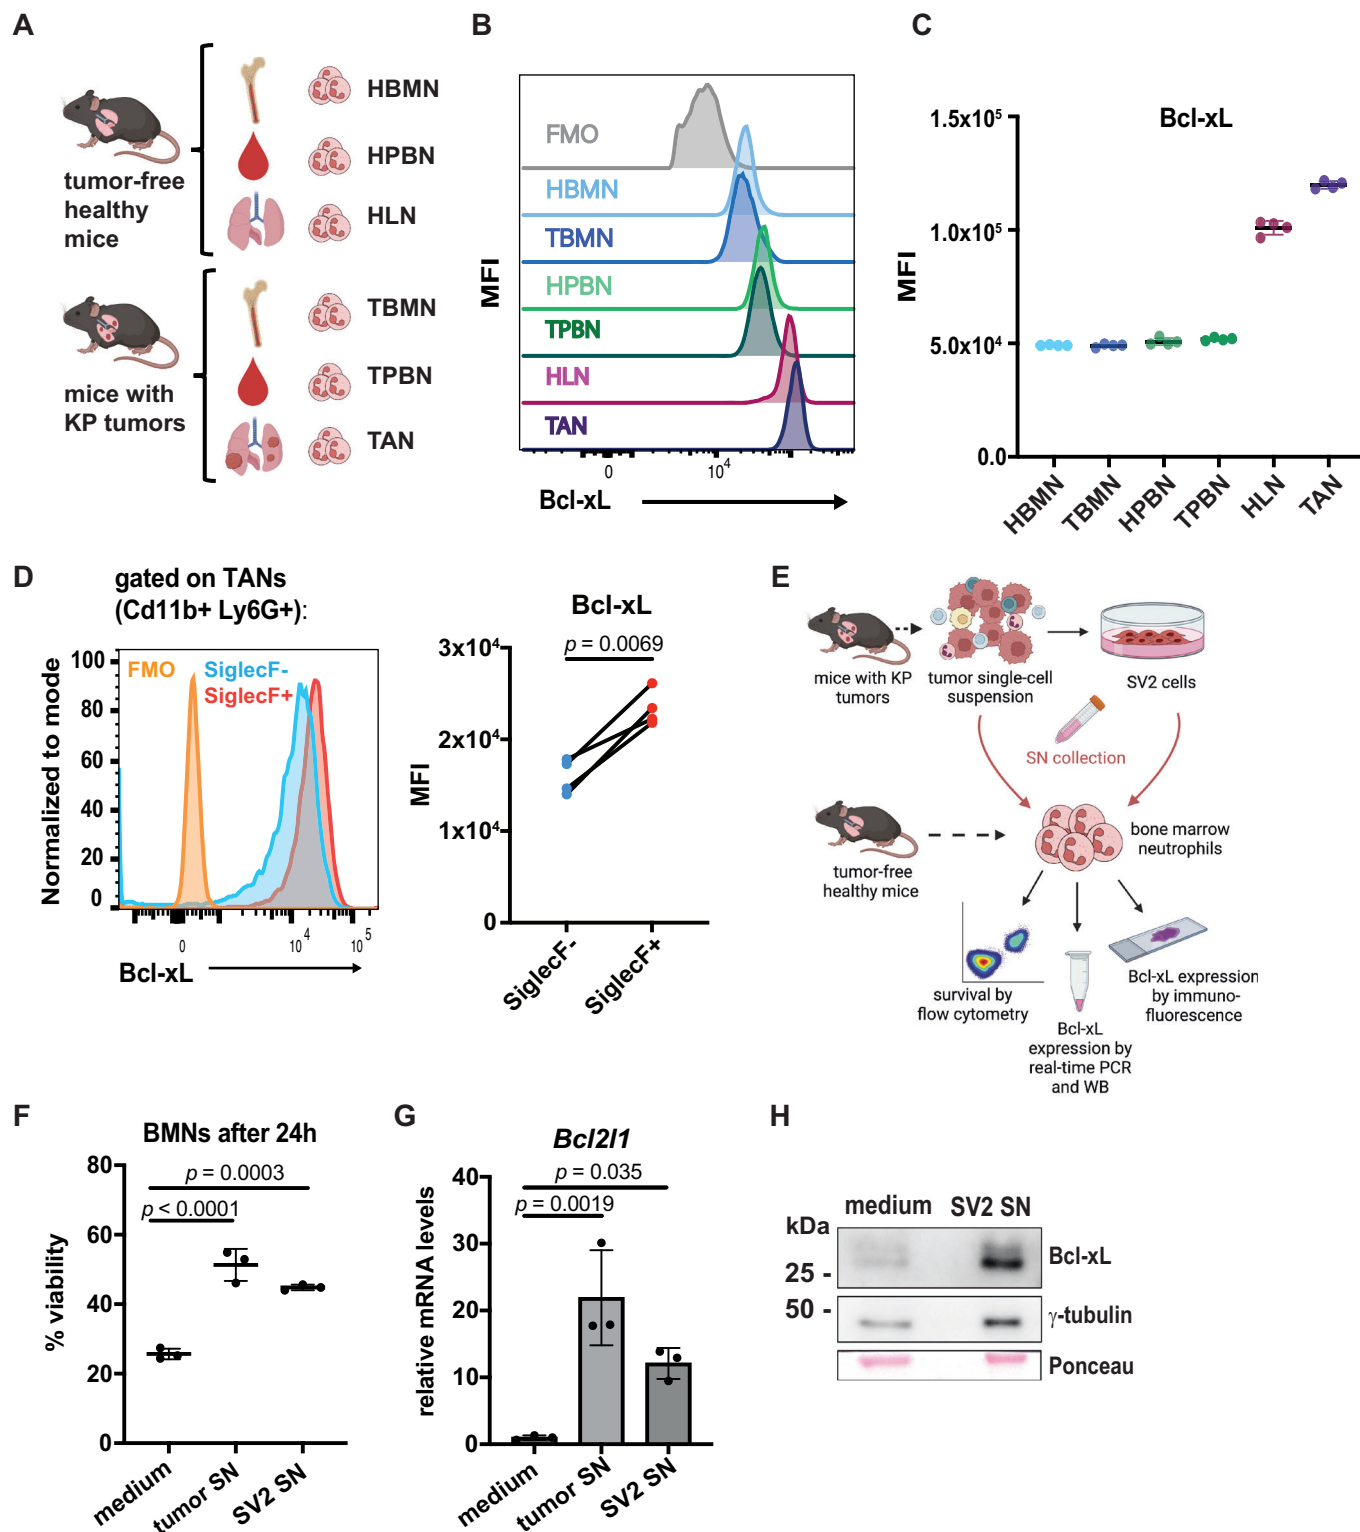 A
tumor-free
healthy
mice
HBMN
HPBN
HLN
mice with
KP tumors
TBMN
TPBN
TAN
B
MFI
FMO
HBMN
TBMN
HPBN
TPBN
HLN
TAN
0
10⁴
Bcl-xL
C
Bcl-xL
MFI
1.5x10⁵
1.0x10⁵
5.0x10⁴
0.0
HBMN
TBMN
HPBN
TPBN
HLN
TAN
D
gated on TANs
(Cd11b+ Ly6G+):
FMO
SiglecF-
SiglecF+
Normalized to mode
100
80
60
40
20
0
0
10⁴
10⁵
Bcl-xL
Bcl-xL
p = 0.0069
MFI
3x10⁴
2x10⁴
1x10⁴
0
SiglecF-
SiglecF+
E
mice with KP
tumors
tumor single-cell
suspension
SV2 cells
SN collection
tumor-free
healthy mice
bone marrow
neutrophils
survival by
flow cytometry
Bcl-xL
expression by
real-time PCR
and WB
Bcl-xL expression
by immuno-
fluorescence
F
BMNs after 24h
p = 0.0003
p < 0.0001
% viability
80
60
40
20
0
medium
tumor SN
SV2 SN
G
Bcl2l1
p = 0.035
p = 0.0019
relative mRNA levels
40
30
20
10
0
medium
tumor SN
SV2 SN
H
medium
SV2 SN
kDa
25 -
50 -
Bcl-xL
γ-tubulin
Ponceau